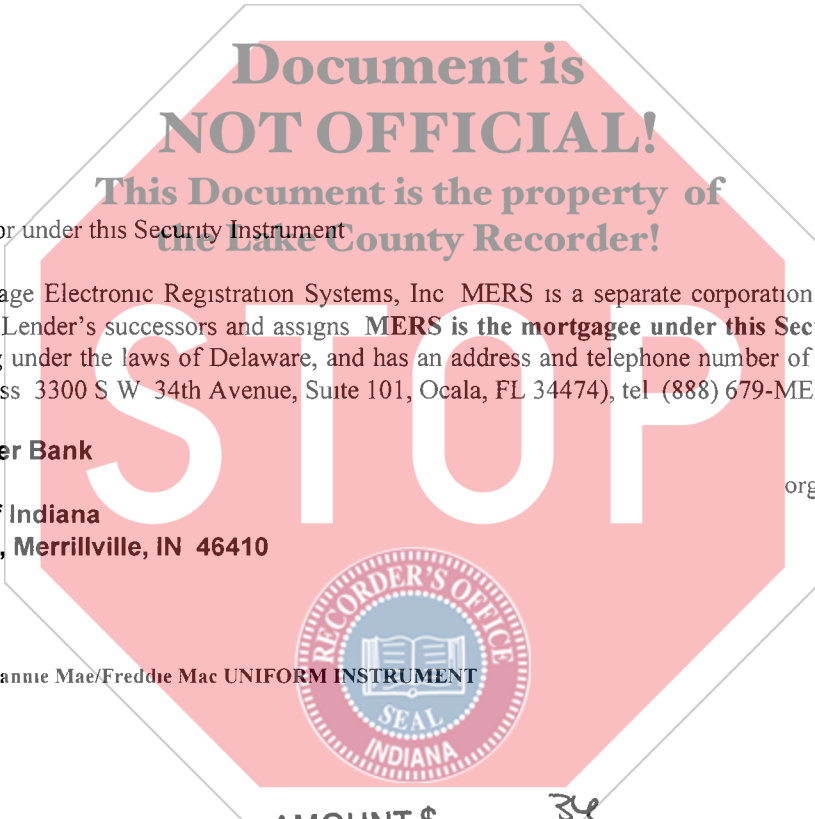 Document is
NOT OFFICIAL!
This Document is the property of
the Lake County Recorder!
or under this Security Instrument
age Electronic Registration Systems, Inc MERS is a separate corporation
Lender's successors and assigns MERS is the mortgagee under this Sec
under the laws of Delaware, and has an address and telephone number of
ss 3300 S W 34th Avenue, Suite 101, Ocala, FL 34474), tel (888) 679-ME
er Bank
org
f Indiana
, Merrillville, IN 46410
STOP
RECORDER'S OFFICE
SEAL
INDIANA
annie Mae/Freddie Mac UNIFORM INSTRUMENT
AMOUNT $